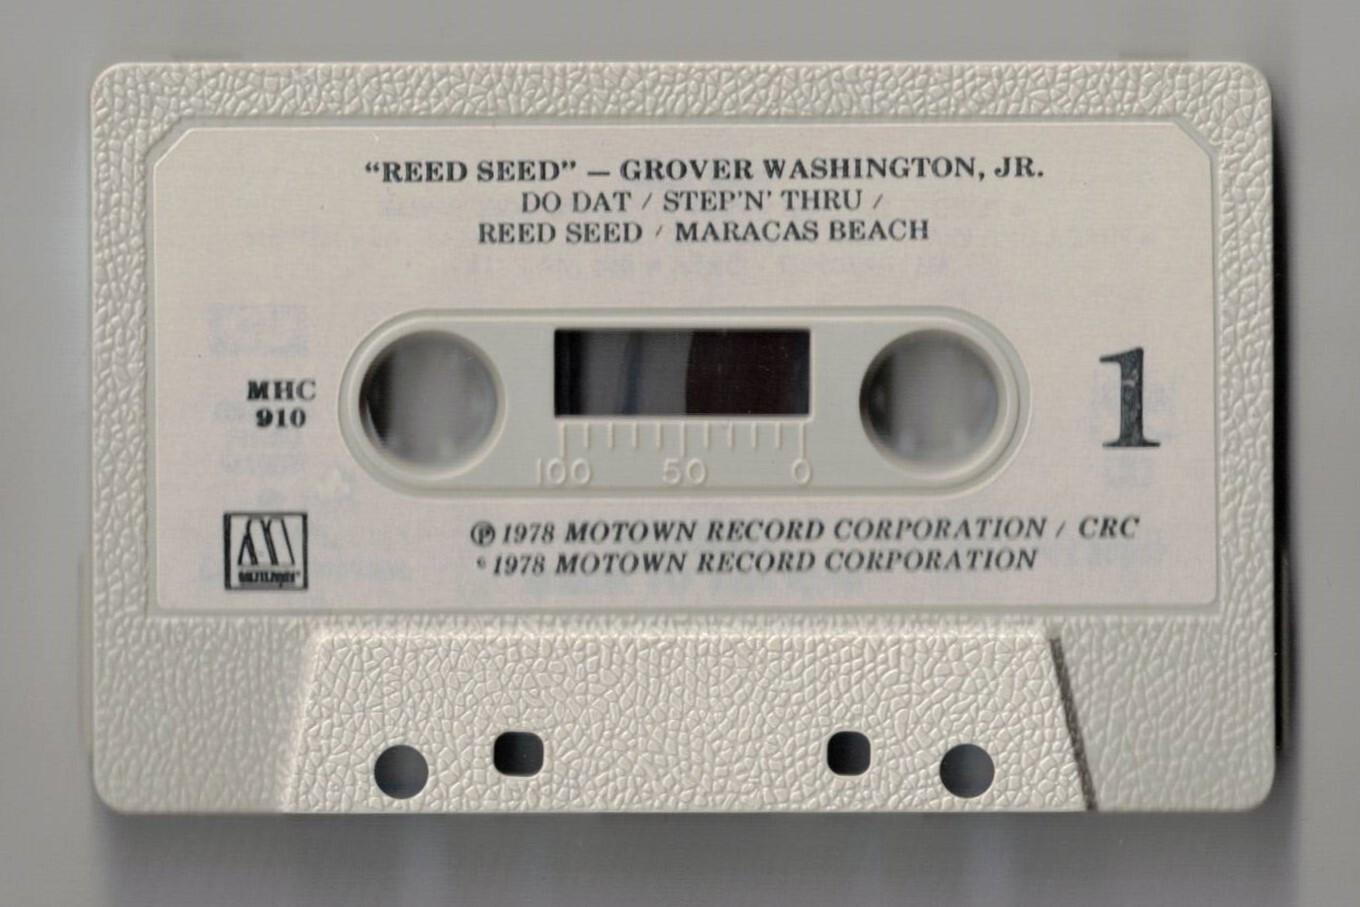 “REED SEED” — GROVER WASHINGTON, JR.
DO DAT / STEP'N' THRU /
REED SEED / MARACAS BEACH
MHC
910
1
100 50 0
MOTOWN
Ⓟ 1978 MOTOWN RECORD CORPORATION / CRC
© 1978 MOTOWN RECORD CORPORATION